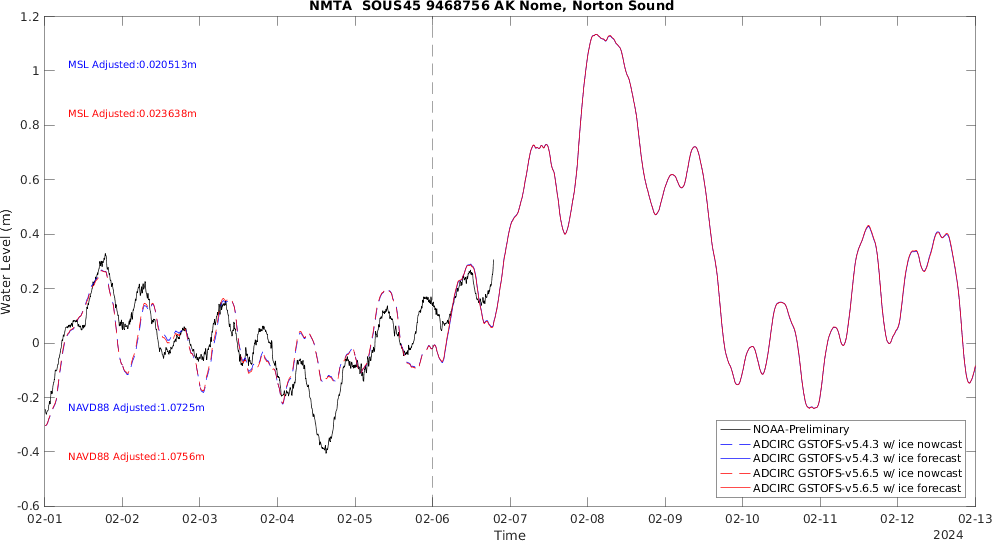 NMTA SOUS45 9468756 AK Nome, Norton Sound
1.2
1
0.8
0.6
0.4
0.2
0
-0.2
-0.4
-0.6
Water Level (m)
MSL Adjusted:0.020513m
MSL Adjusted:0.023638m
NAVD88 Adjusted:1.0725m
NAVD88 Adjusted:1.0756m
NOAA-Preliminary
ADCIRC GSTOFS-v5.4.3 w/ ice nowcast
ADCIRC GSTOFS-v5.4.3 w/ ice forecast
ADCIRC GSTOFS-v5.6.5 w/ ice nowcast
ADCIRC GSTOFS-v5.6.5 w/ ice forecast
02-01 02-02 02-03 02-04 02-05 02-06 02-07 02-08 02-09 02-10 02-11 02-12 02-13
Time
2024